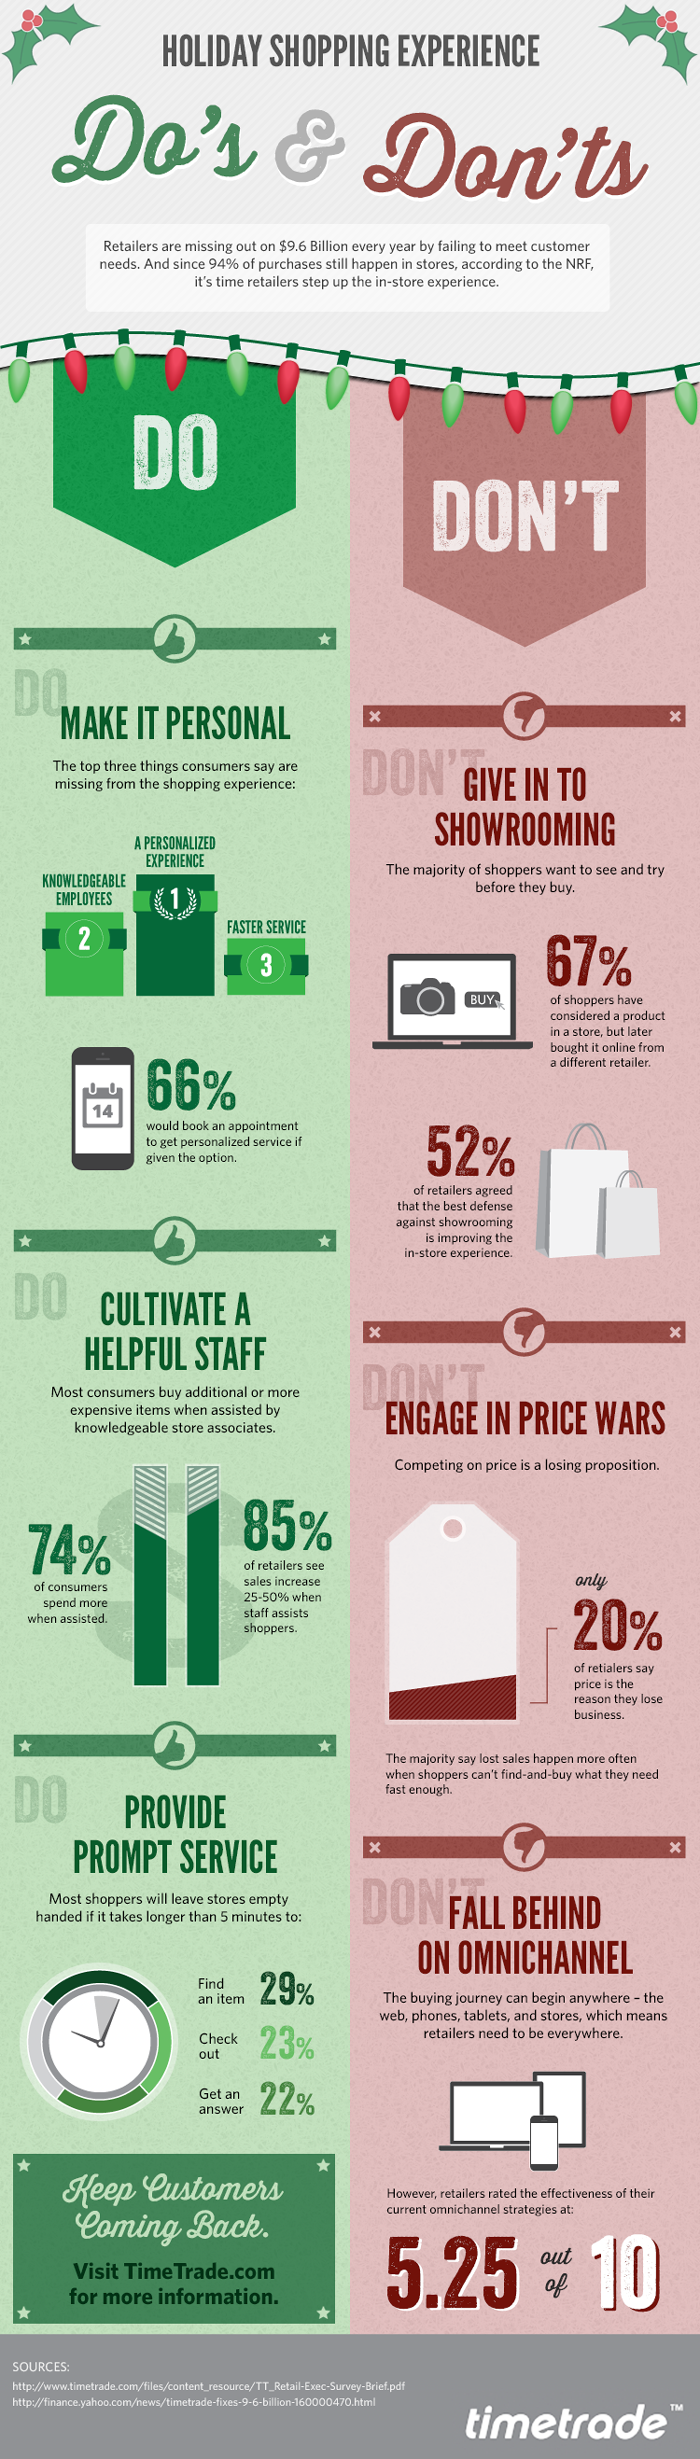 HOLIDAY SHOPPING EXPERIENCE
Do's & Don'ts
Retailers are missing out on $9.6 Billion every year by failing to meet customer
needs. And since 94% of purchases still happen in stores, according to the NRF,
it's time retailers step up the in-store experience.
DO
DO
MAKE IT PERSONAL
The top three things consumers say are
missing from the shopping experience:
A PERSONALIZED
EXPERIENCE
1
KNOWLEDGEABLE
EMPLOYEES
2
FASTER SERVICE
3
14
66%
would book an appointment
to get personalized service if
given the option.
DO
CULTIVATE A
HELPFUL STAFF
Most consumers buy additional or more
expensive items when assisted by
knowledgeable store associates.
S
74%
of consumers
spend more
when assisted.
85%
of retailers see
sales increase
25-50% when
staff assists
shoppers.
DO
PROVIDE
PROMPT SERVICE
Most shoppers will leave stores empty
handed if it takes longer than 5 minutes to:
Find
an item 29%
Check
out 23%
Get an
answer 22%
Keep Customers
Coming Back.
Visit TimeTrade.com
for more information.
DON'T
DON'T
GIVE IN TO
SHOWROOMING
The majority of shoppers want to see and try
before they buy.
BUY
67%
of shoppers have
considered a product
in a store, but later
bought it online from
a different retailer.
52%
of retailers agreed
that the best defense
against showrooming
is improving the
in-store experience.
DON'T
ENGAGE IN PRICE WARS
Competing on price is a losing proposition.
only
20%
of retialers say
price is the
reason they lose
business.
The majority say lost sales happen more often
when shoppers can't find-and-buy what they need
fast enough.
DON'T
FALL BEHIND
ON OMNICHANNEL
The buying journey can begin anywhere – the
web, phones, tablets, and stores, which means
retailers need to be everywhere.
However, retailers rated the effectiveness of their
current omnichannel strategies at:
5.25 out of 10
SOURCES:
http://www.timetrade.com/files/content_resource/TT_Retail-Exec-Survey-Brief.pdf
http://finance.yahoo.com/news/timetrade-fixes-9-6-billion-160000470.html
timetrade™